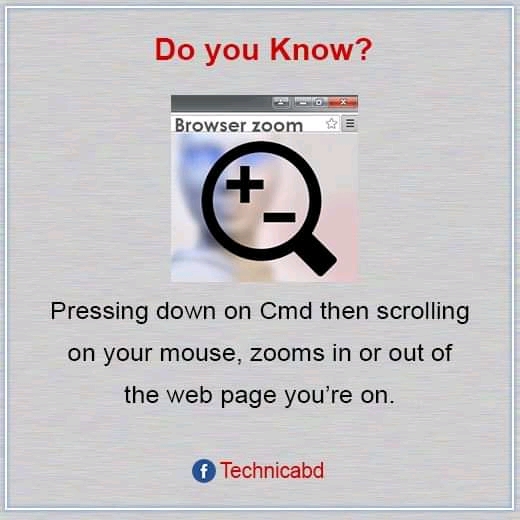 Do you Know?
Browser zoom
Pressing down on Cmd then scrolling
on your mouse, zooms in or out of
the web page you’re on.
f Technicabd